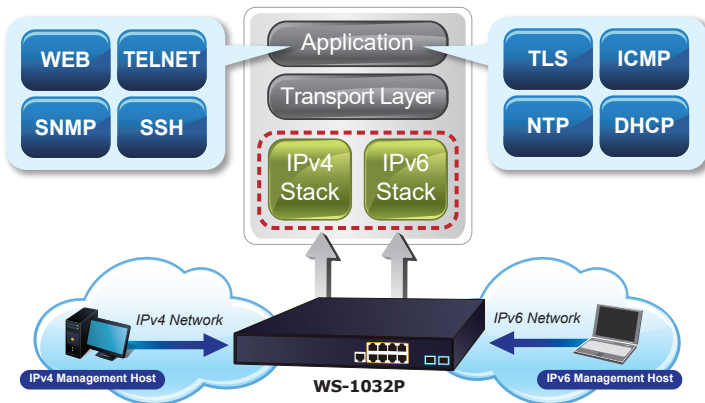 Application
Transport Layer
WEB
TELNET
SNMP
SSH
TLS
ICMP
NTP
DHCP
IPv4
Stack
IPv6
Stack
IPv4 Network
IPv6 Network
IPv4 Management Host
IPv6 Management Host
WS-1032P